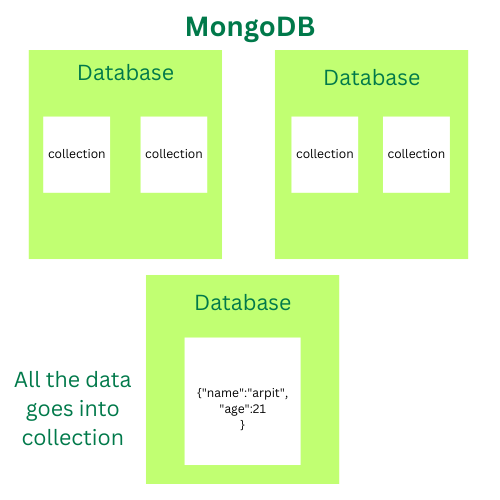 MongoDB
Database
collection
collection
Database
collection
collection
Database
{"name":"arpit",
"age":21
}
All the data
goes into
collection